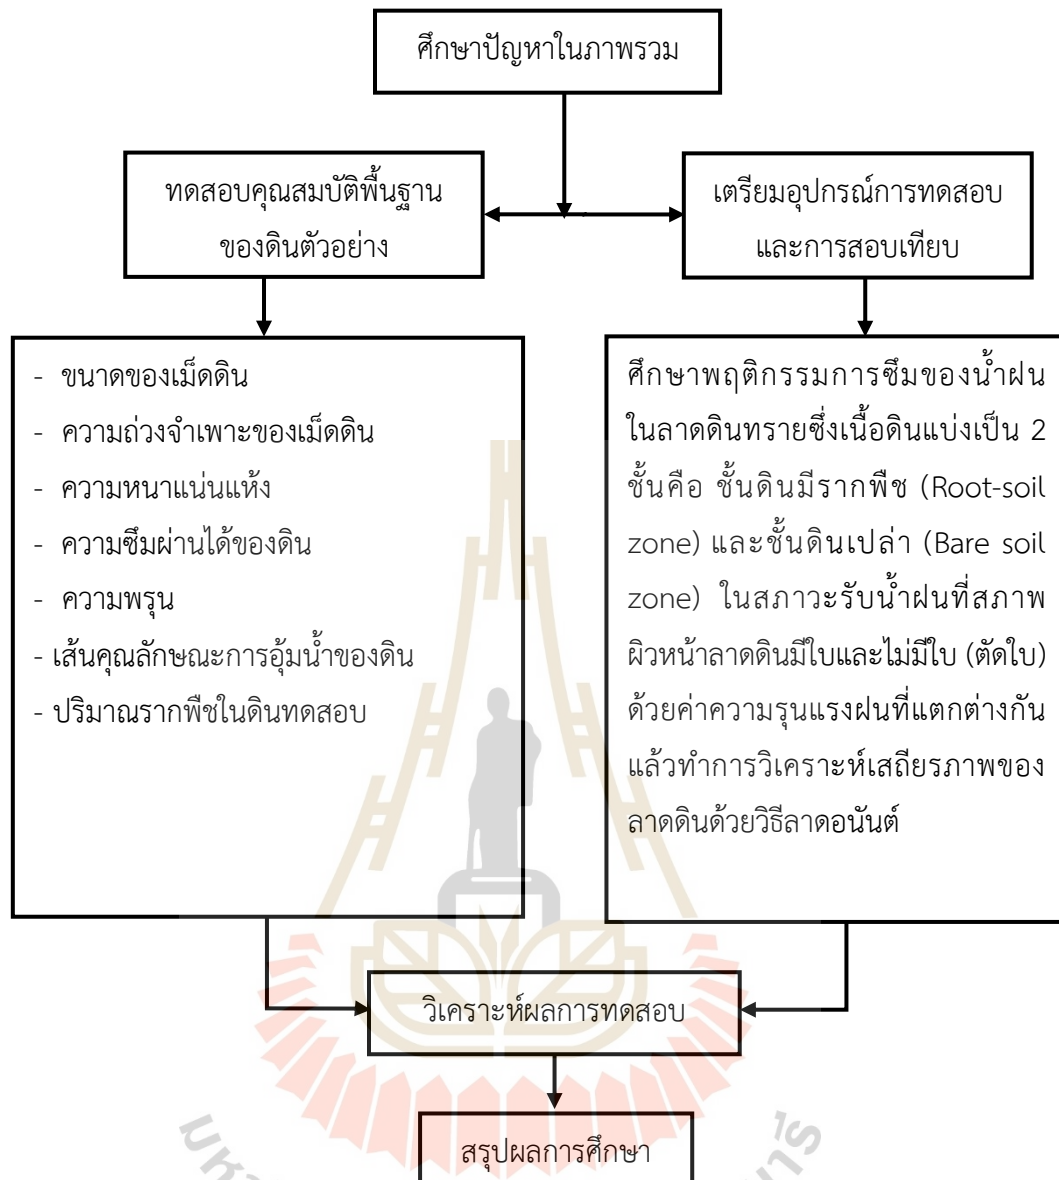 ศึกษาปัญหาในภาพรวม
ทดสอบคุณสมบัติพื้นฐาน
ของดินตัวอย่าง
เตรียมอุปกรณ์การทดสอบ
และการสอบเทียบ
- ขนาดของเม็ดดิน
- ความถ่วงจำเพาะของเม็ดดิน
- ความหนาแน่นแห้ง
- ความซึมผ่านได้ของดิน
- ความพรุน
- เส้นคุณลักษณะการอุ้มน้ำของดิน
- ปริมาณรากพืชในดินทดสอบ
ศึกษาพฤติกรรมการซึมของน้ำฝน
ในลาดดินทรายซึ่งเนื้อดินแบ่งเป็น 2
ชั้นคือ ชั้นดินมีรากพืช (Root-soil
zone) และชั้นดินเปล่า (Bare soil
zone) ในสภาวะรับน้ำฝนที่สภาพ
ผิวหน้าลาดดินมีใบและไม่มีใบ (ตัดใบ)
ด้วยค่าความรุนแรงฝนที่แตกต่างกัน
แล้วทำการวิเคราะห์เสถียรภาพของ
ลาดดินด้วยวิธีลาดอนันต์
วิเคราะห์ผลการทดสอบ
สรุปผลการศึกษา